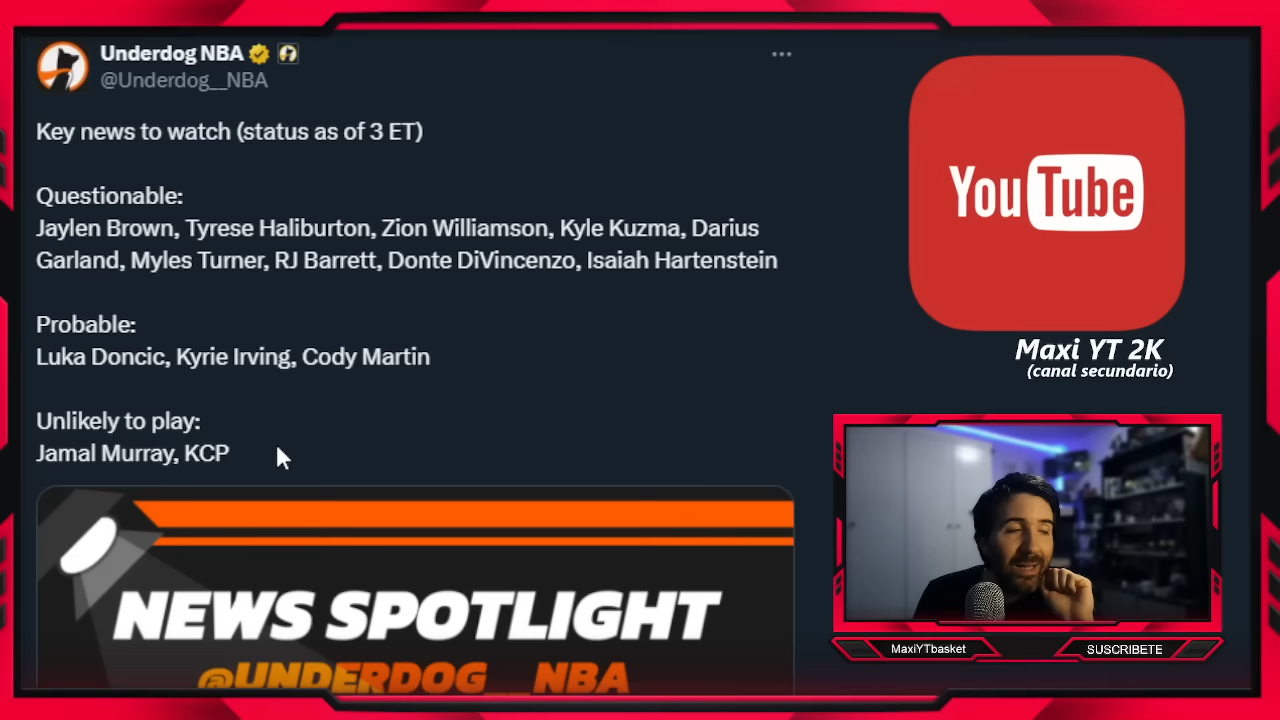 Underdog NBA
@Underdog__NBA
Key news to watch (status as of 3 ET)
Questionable:
Jaylen Brown, Tyrese Haliburton, Zion Williamson, Kyle Kuzma, Darius
Garland, Myles Turner, RJ Barrett, Donte DiVincenzo, Isaiah Hartenstein
Probable:
Luka Doncic, Kyrie Irving, Cody Martin
Unlikely to play:
Jamal Murray, KCP
NEWS SPOTLIGHT
@UNDERDOG__NBA
YouTube
Maxi YT 2K
(canal secundario)
MaxiYTbasket
SUSCRIBETE